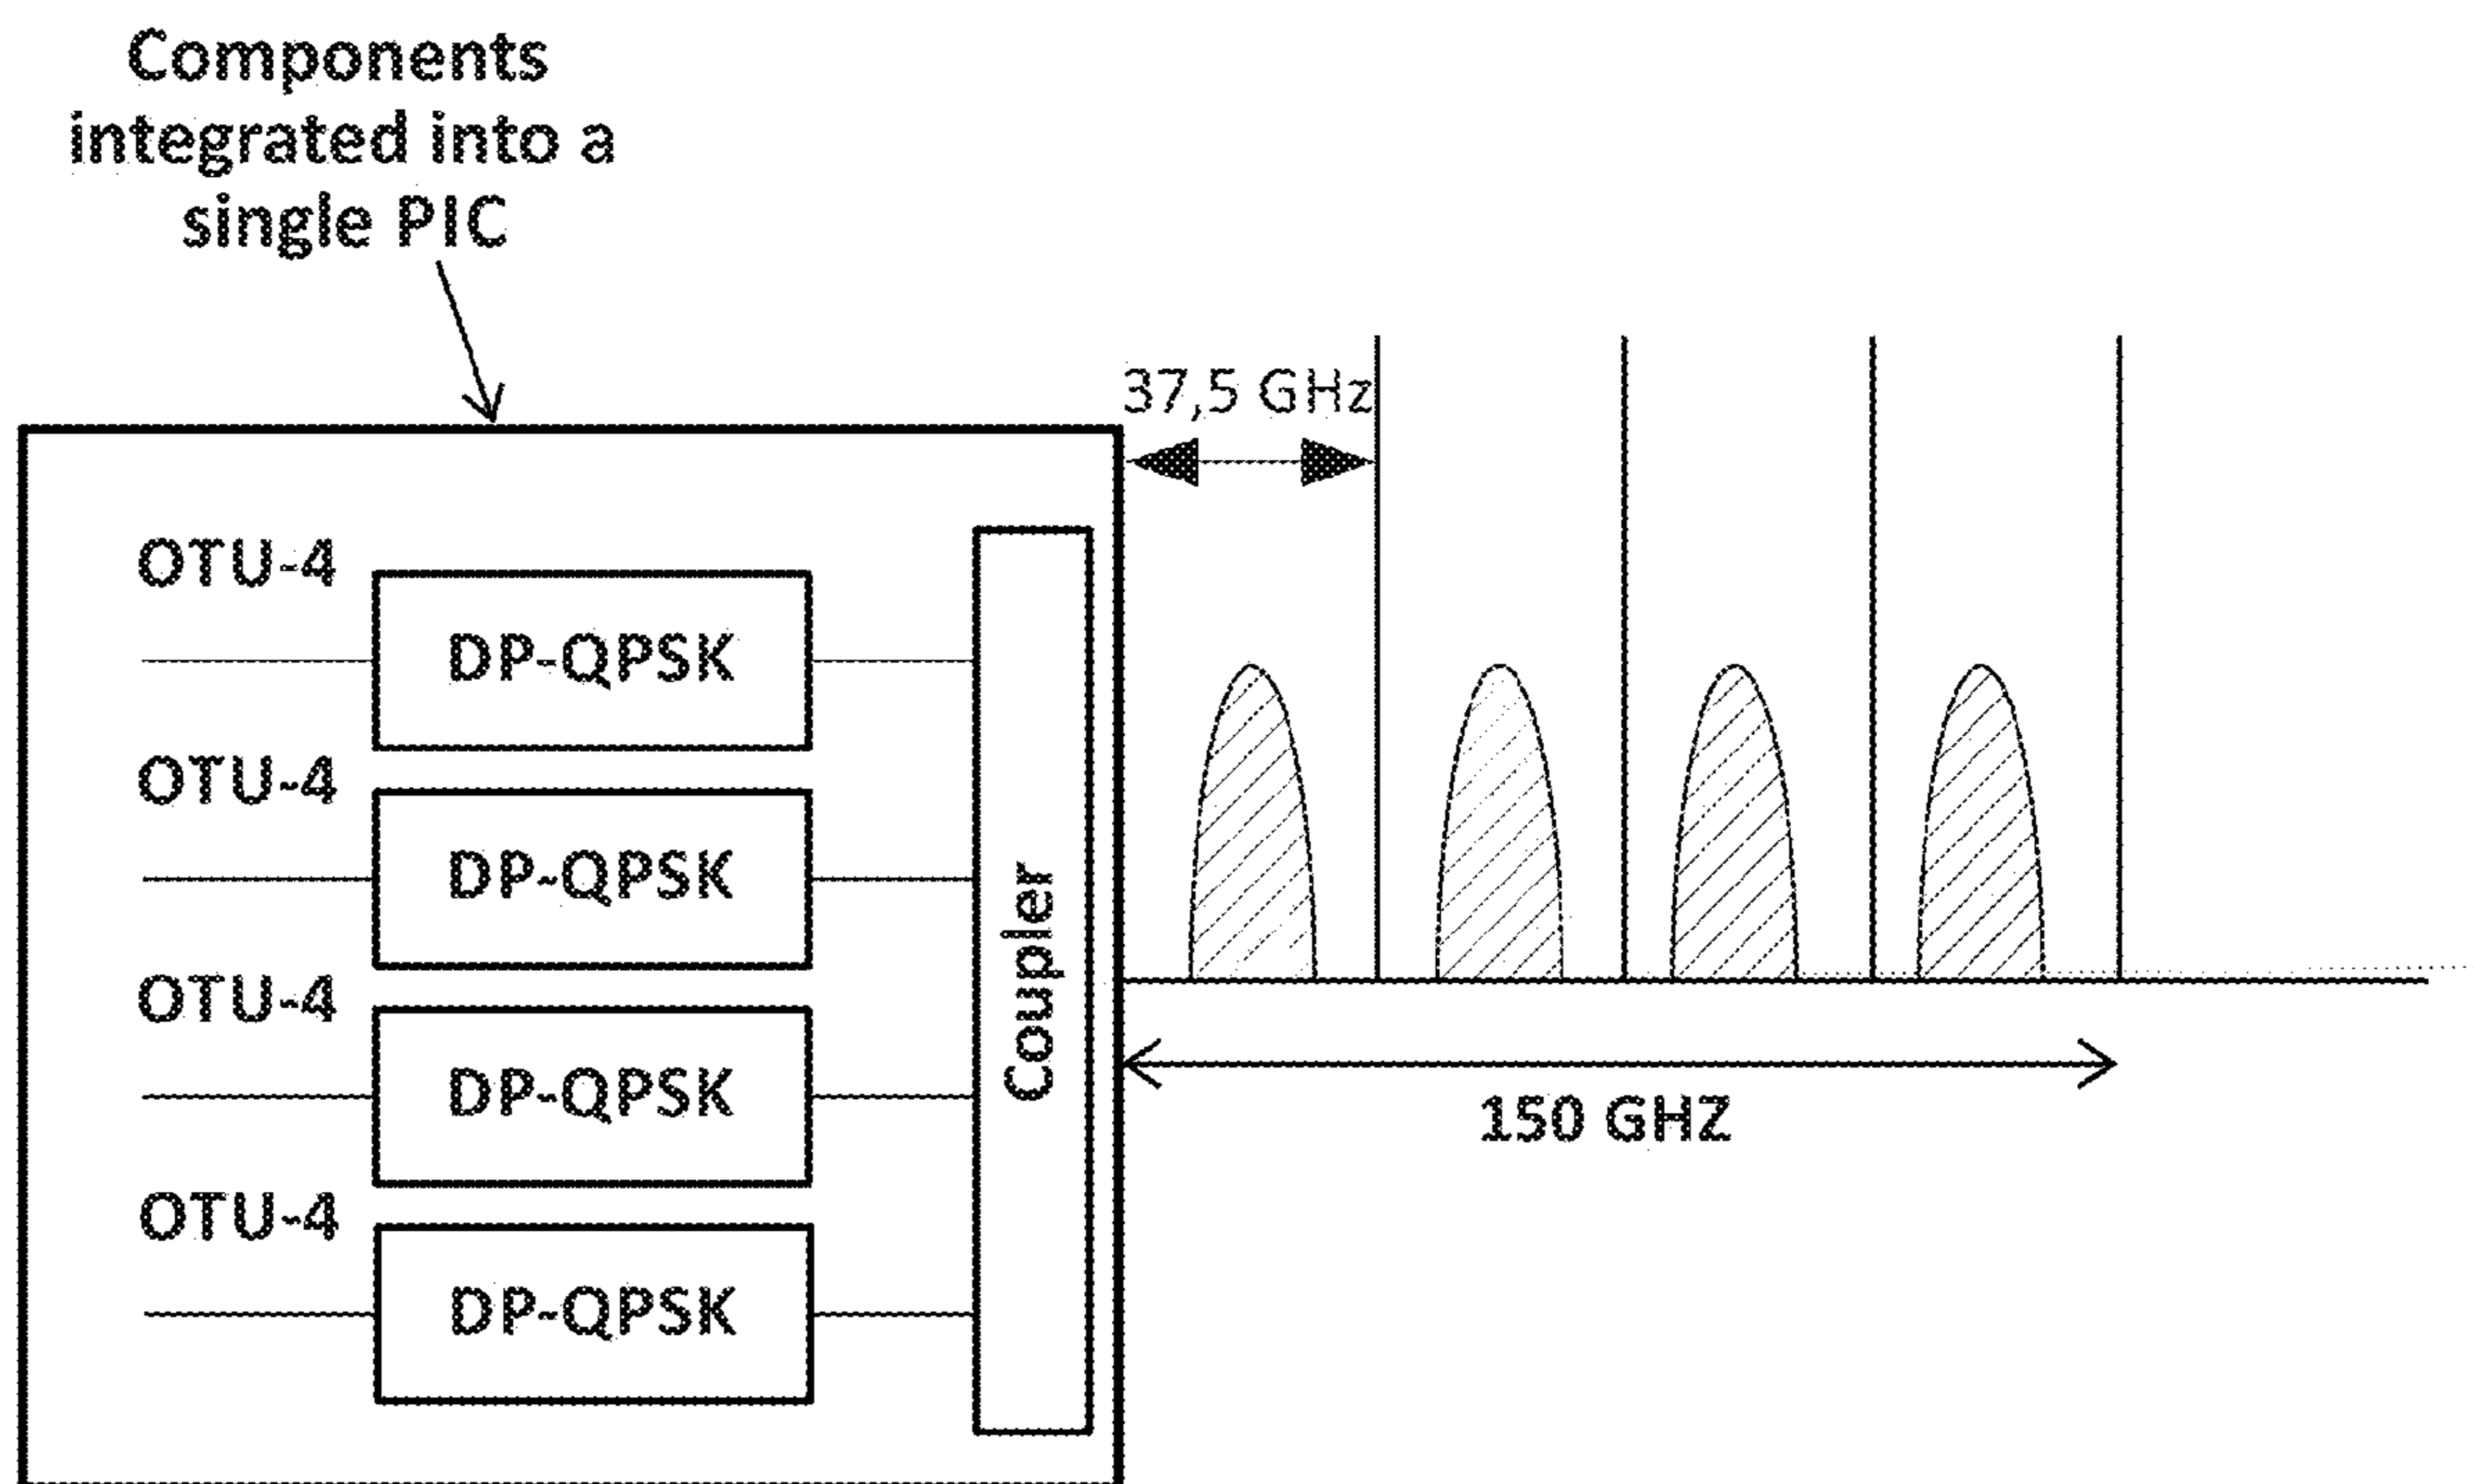 Components
integrated into a
single PIC
37,5 GHz
OTU-4
DP-QPSK
OTU-4
DP-QPSK
OTU-4
DP-QPSK
OTU-4
DP-QPSK
Coupler
150 GHZ